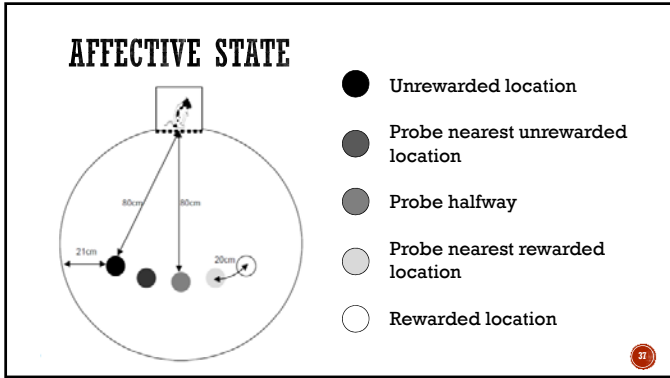 AFFECTIVE STATE
Unrewarded location
Probe nearest unrewarded
location
Probe halfway
Probe nearest rewarded
location
Rewarded location
80cm
80cm
21cm
20cm
37